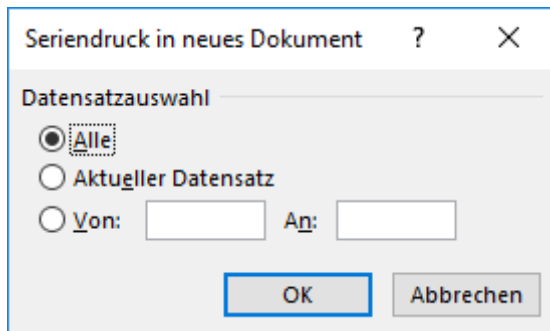 Seriendruck in neues Dokument ? ×
Datensatzauswahl
Alle
Aktueller Datensatz
Von: An:
OK Abbrechen